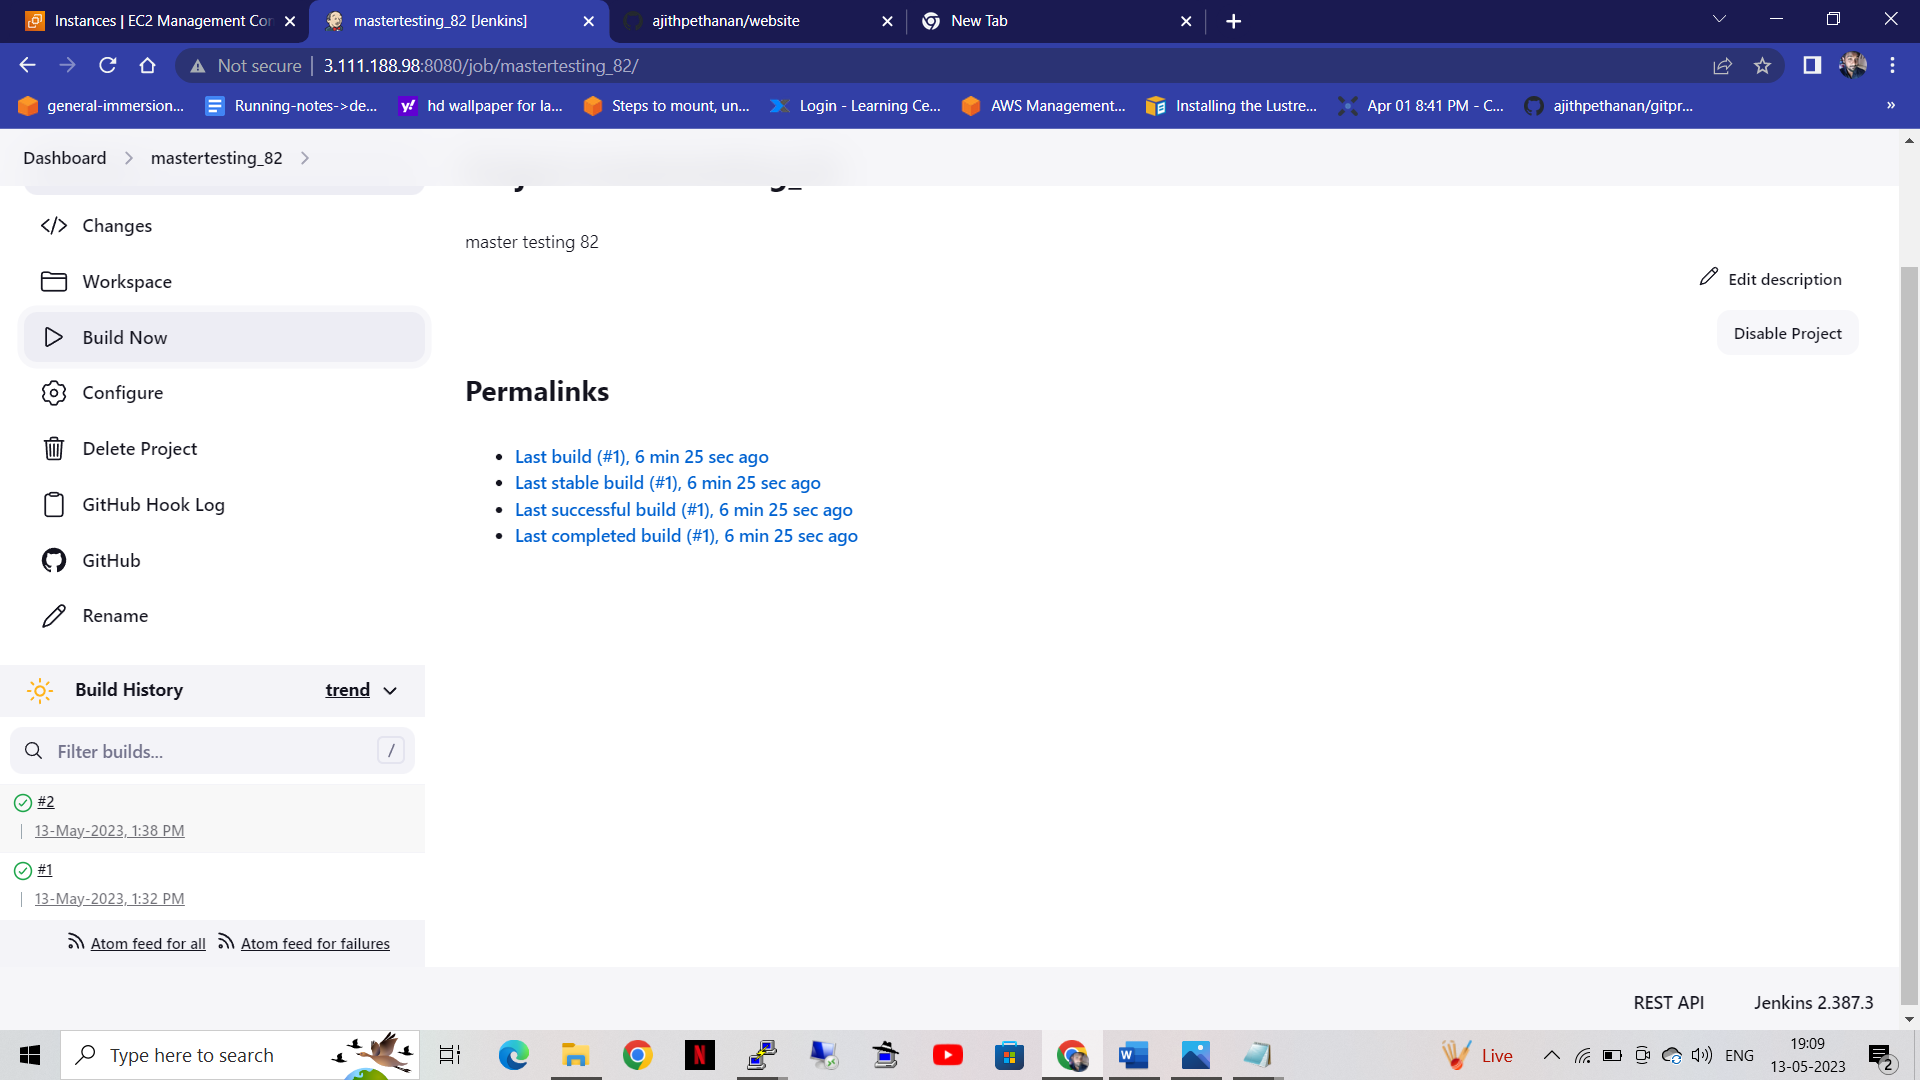 Instances | EC2 Management Con
mastertesting_82 [Jenkins]
ajithpethanan/website
New Tab
Not secure
3.111.188.98:8080/job/mastertesting_82/
general-immersion...
Running-notes->de...
hd wallpaper for la...
Steps to mount, un...
Login - Learning Ce...
AWS Management...
Installing the Lustre...
Apr 01 8:41 PM - C...
ajithpethanan/gitpr...
»
Dashboard
mastertesting_82
Changes
Workspace
Build Now
Configure
Delete Project
GitHub Hook Log
GitHub
Rename
Build History
trend
Filter builds...
/
#2
13-May-2023, 1:38 PM
#1
13-May-2023, 1:32 PM
Atom feed for all
Atom feed for failures
master testing 82
Edit description
Disable Project
Permalinks
Last build (#1), 6 min 25 sec ago
Last stable build (#1), 6 min 25 sec ago
Last successful build (#1), 6 min 25 sec ago
Last completed build (#1), 6 min 25 sec ago
REST API
Jenkins 2.387.3
Type here to search
Live
ENG
19:09
13-05-2023
2